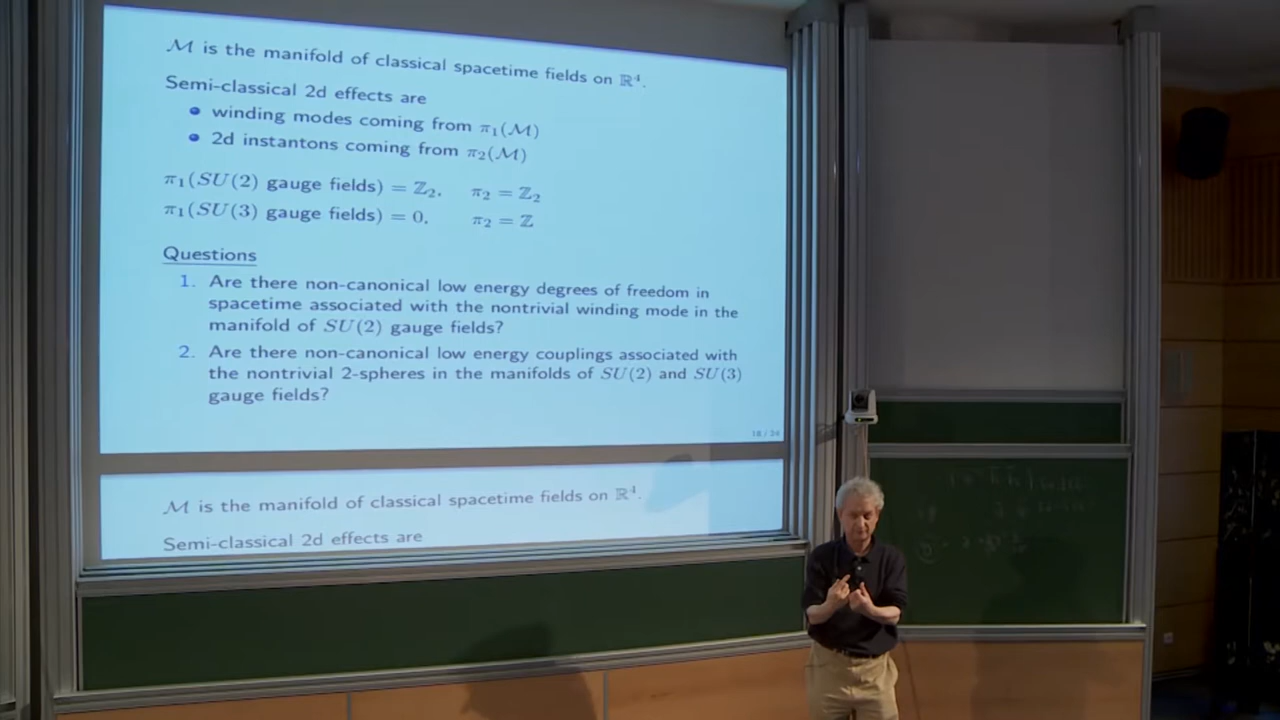 ℳ is the manifold of classical spacetime fields on ℝ⁴.
Semi-classical 2d effects are
• winding modes coming from π₁(ℳ)
• 2d instantons coming from π₂(ℳ)
π₁(SU(2) gauge fields) = ℤ₂, π₂ = ℤ₂
π₁(SU(3) gauge fields) = 0, π₂ = ℤ
Questions
1. Are there non-canonical low energy degrees of freedom in
spacetime associated with the nontrivial winding mode in the
manifold of SU(2) gauge fields?
2. Are there non-canonical low energy couplings associated with
the nontrivial 2-spheres in the manifolds of SU(2) and SU(3)
gauge fields?
18 / 24
ℳ is the manifold of classical spacetime fields on ℝ⁴.
Semi-classical 2d effects are